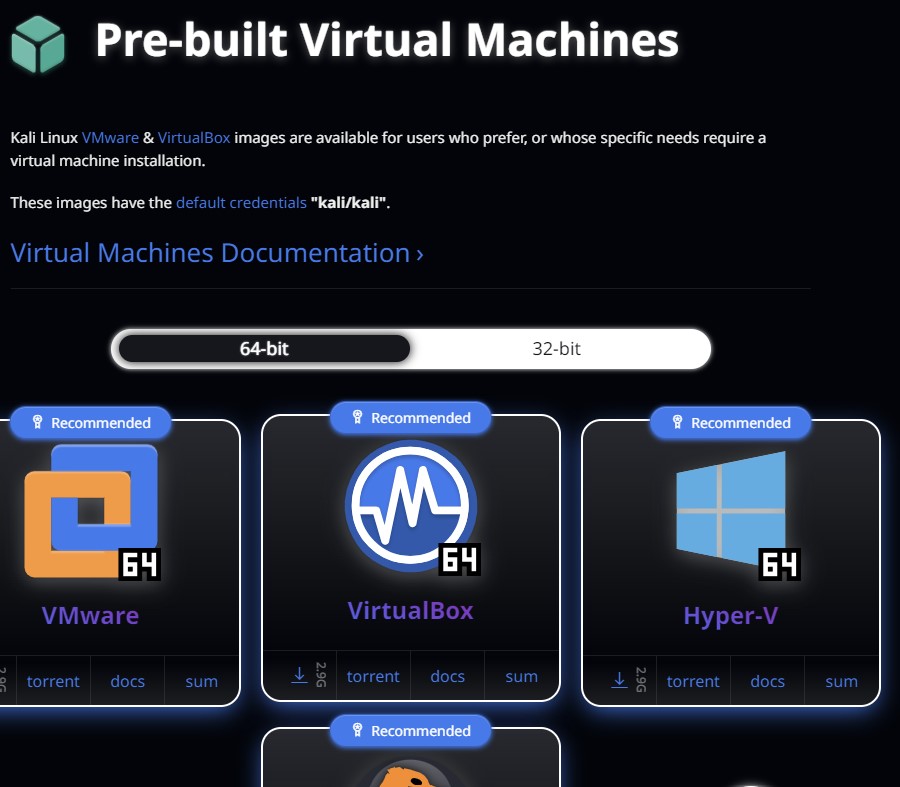 Pre-built Virtual Machines
Kali Linux VMware & VirtualBox images are available for users who prefer, or whose specific needs require a
virtual machine installation.
These images have the default credentials "kali/kali".
Virtual Machines Documentation ›
64-bit 32-bit
Recommended Recommended Recommended
64 64 64
VMware VirtualBox Hyper-V
2.9G torrent docs sum 2.9G torrent docs sum 2.9G torrent docs sum
Recommended